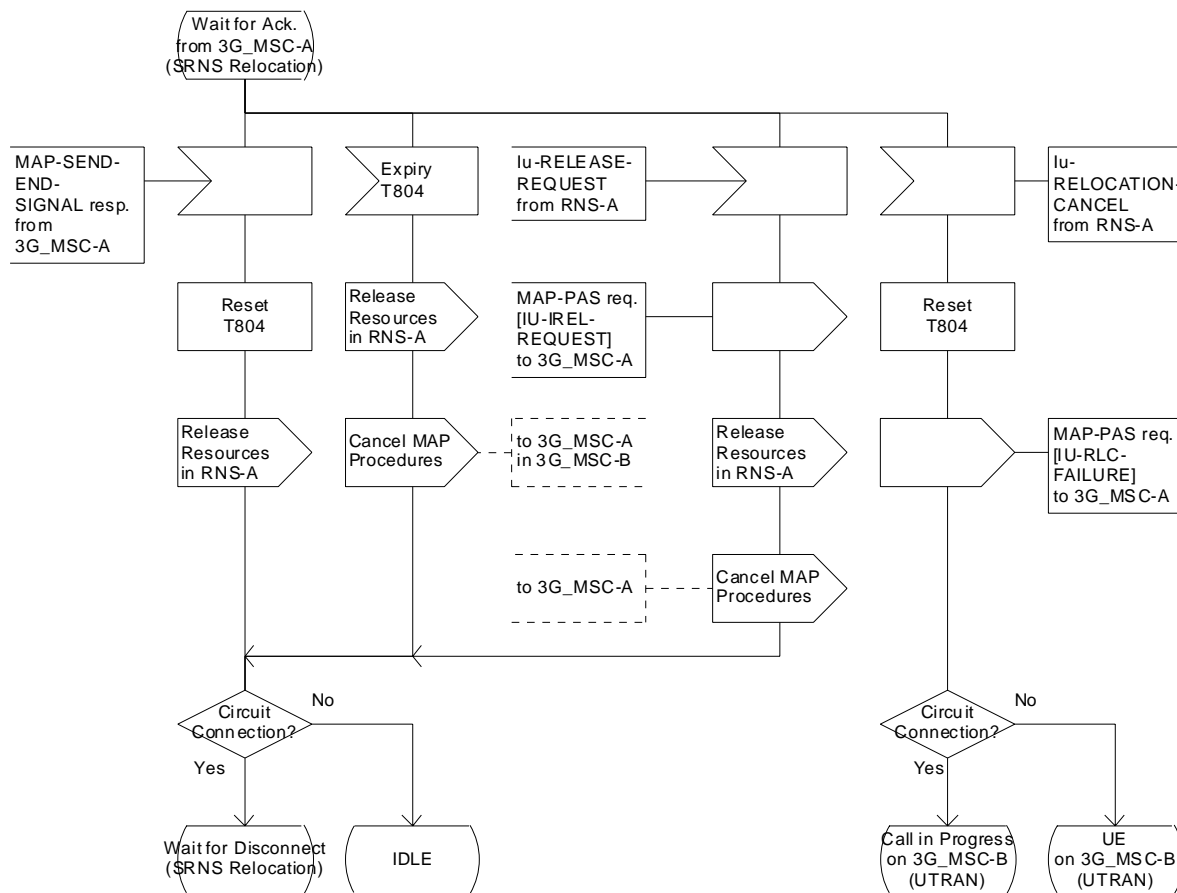 Wait for Ack.
from 3G_MSC-A
(SRNS Relocation)
MAP-SEND-
END-
SIGNAL resp.
from
3G_MSC-A
Expiry
T804
Iu-RELEASE-
REQUEST
from RNS-A
Iu-
RELOCATION-
CANCEL
from RNS-A
Reset
T804
Release
Resources
in RNS-A
MAP-PAS req.
[IU-IREL-
REQUEST]
to 3G_MSC-A
Reset
T804
Release
Resources
in RNS-A
Cancel MAP
Procedures
to 3G_MSC-A
in 3G_MSC-B
Release
Resources
in RNS-A
MAP-PAS req.
[IU-RLC-
FAILURE]
to 3G_MSC-A
to 3G_MSC-A
Cancel MAP
Procedures
Circuit
Connection?
No
Yes
Circuit
Connection?
No
Yes
Wait for Disconnect
(SRNS Relocation)
IDLE
Call in Progress
on 3G_MSC-B
(UTRAN)
UE
on 3G_MSC-B
(UTRAN)